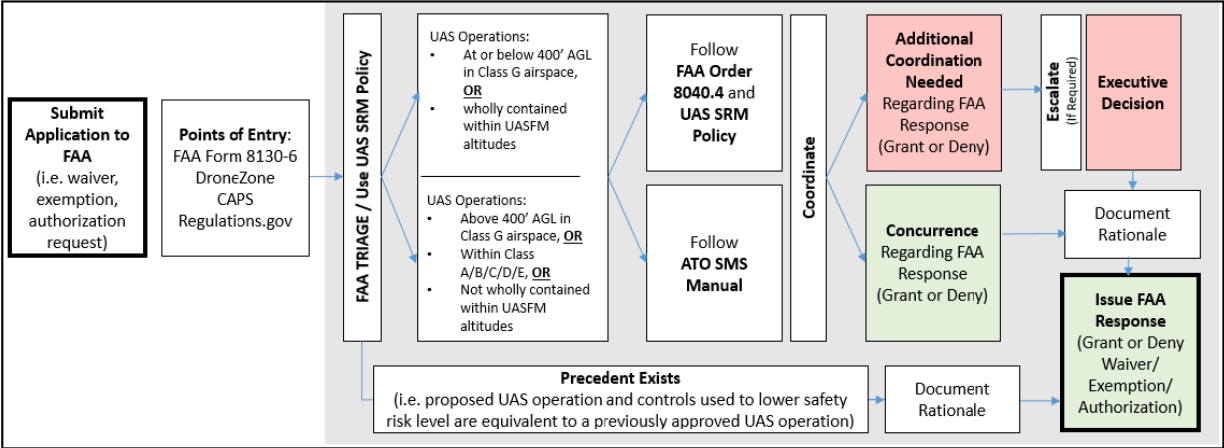 Submit
Application to
FAA
(i.e. waiver,
exemption,
authorization
request)
Points of Entry:
FAA Form 8130-6
DroneZone
CAPS
Regulations.gov
FAA TRIAGE / Use UAS SRM Policy
UAS Operations:
• At or below 400' AGL
in Class G airspace,
OR
• wholly contained
within UASFM
altitudes
UAS Operations:
• Above 400' AGL in
Class G airspace, OR
• Within Class
A/B/C/D/E, OR
• Not wholly contained
within UASFM
altitudes
Follow
FAA Order
8040.4 and
UAS SRM
Policy
Follow
ATO SMS
Manual
Coordinate
Additional
Coordination
Needed
Regarding FAA
Response
(Grant or Deny)
Concurrence
Regarding FAA
Response
(Grant or Deny)
Escalate
(If Required)
Executive
Decision
Document
Rationale
Issue FAA
Response
(Grant or Deny
Waiver/
Exemption/
Authorization)
Precedent Exists
(i.e. proposed UAS operation and controls used to lower safety
risk level are equivalent to a previously approved UAS operation)
Document
Rationale